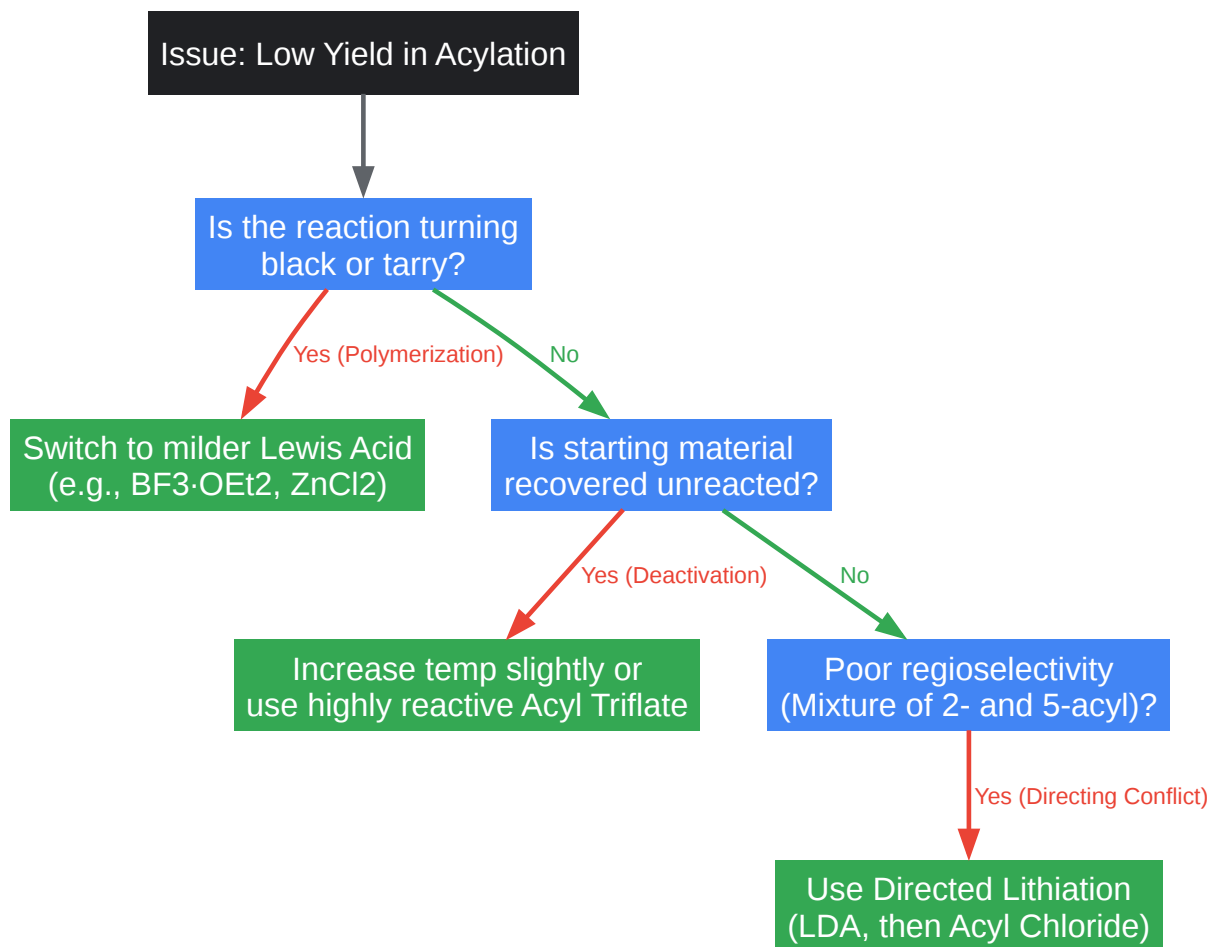 Issue: Low Yield in Acylation
Is the reaction turning
black or tarry?
Yes (Polymerization)
No
Switch to milder Lewis Acid
(e.g., BF3·OEt2, ZnCl2)
Is starting material
recovered unreacted?
Yes (Deactivation)
No
Increase temp slightly or
use highly reactive Acyl Triflate
Poor regioselectivity
(Mixture of 2- and 5-acyl)?
Yes (Directing Conflict)
Use Directed Lithiation
(LDA, then Acyl Chloride)